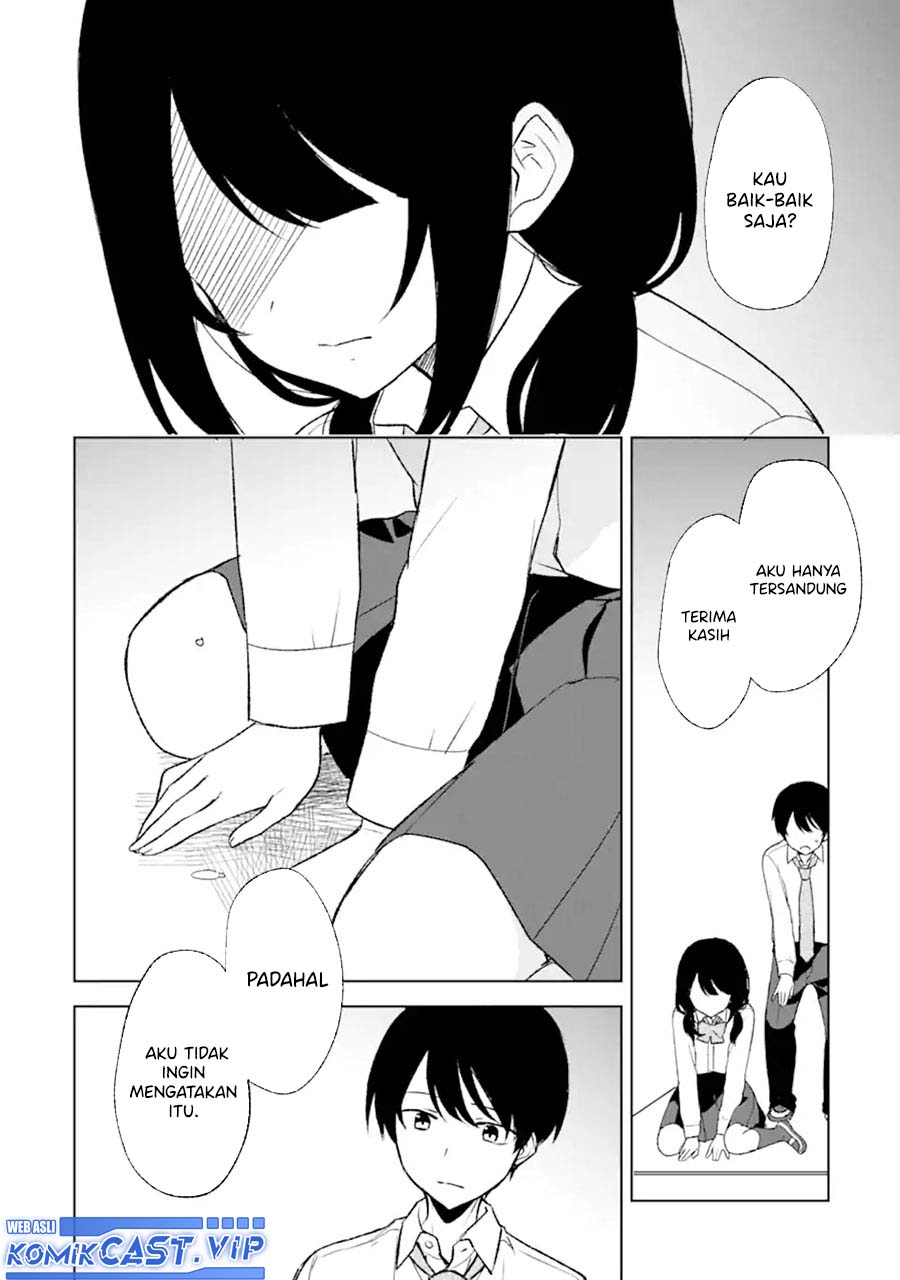 KAU
BAIK-BAIK
SAJA?
AKU HANYA
TERSANDUNG
TERIMA
KASIH
PADAHAL
AKU TIDAK
INGIN
MENGATAKAN
ITU.
WEB ASLI
KOMIKCAST.VIP